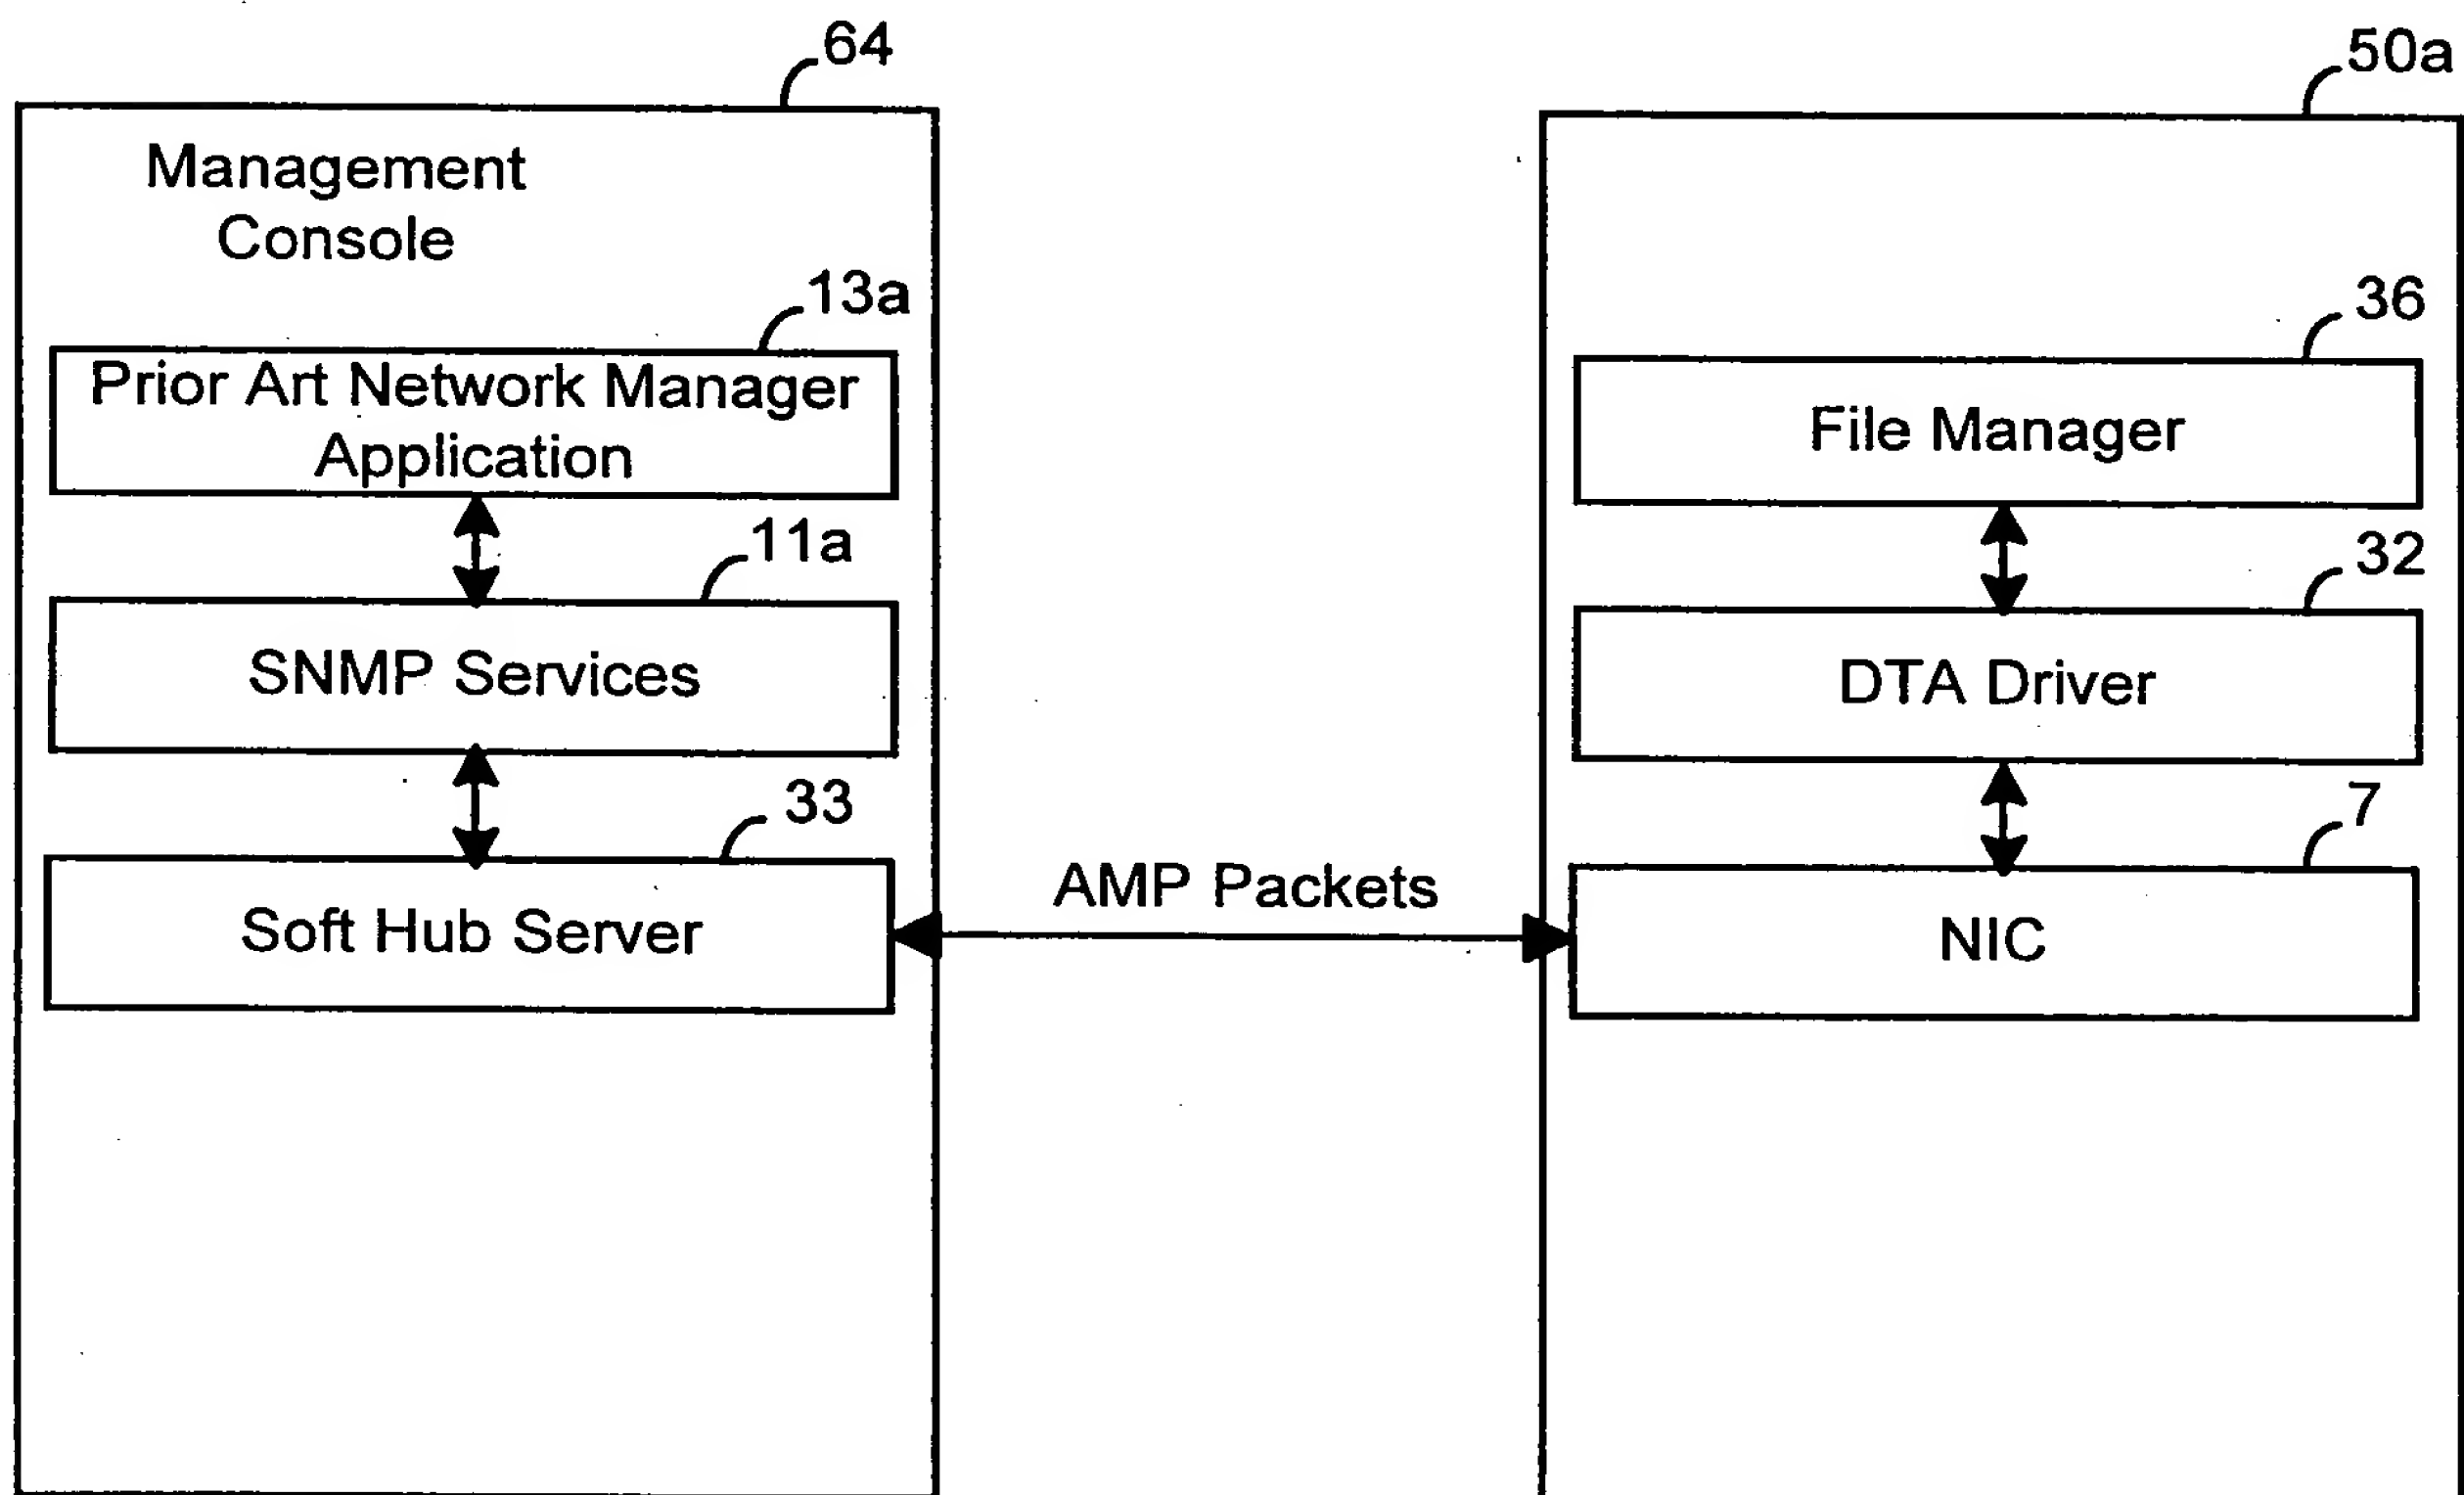 64
Management
Console
13a
Prior Art Network Manager
Application
11a
SNMP Services
33
Soft Hub Server
AMP Packets
50a
36
File Manager
32
DTA Driver
7
NIC